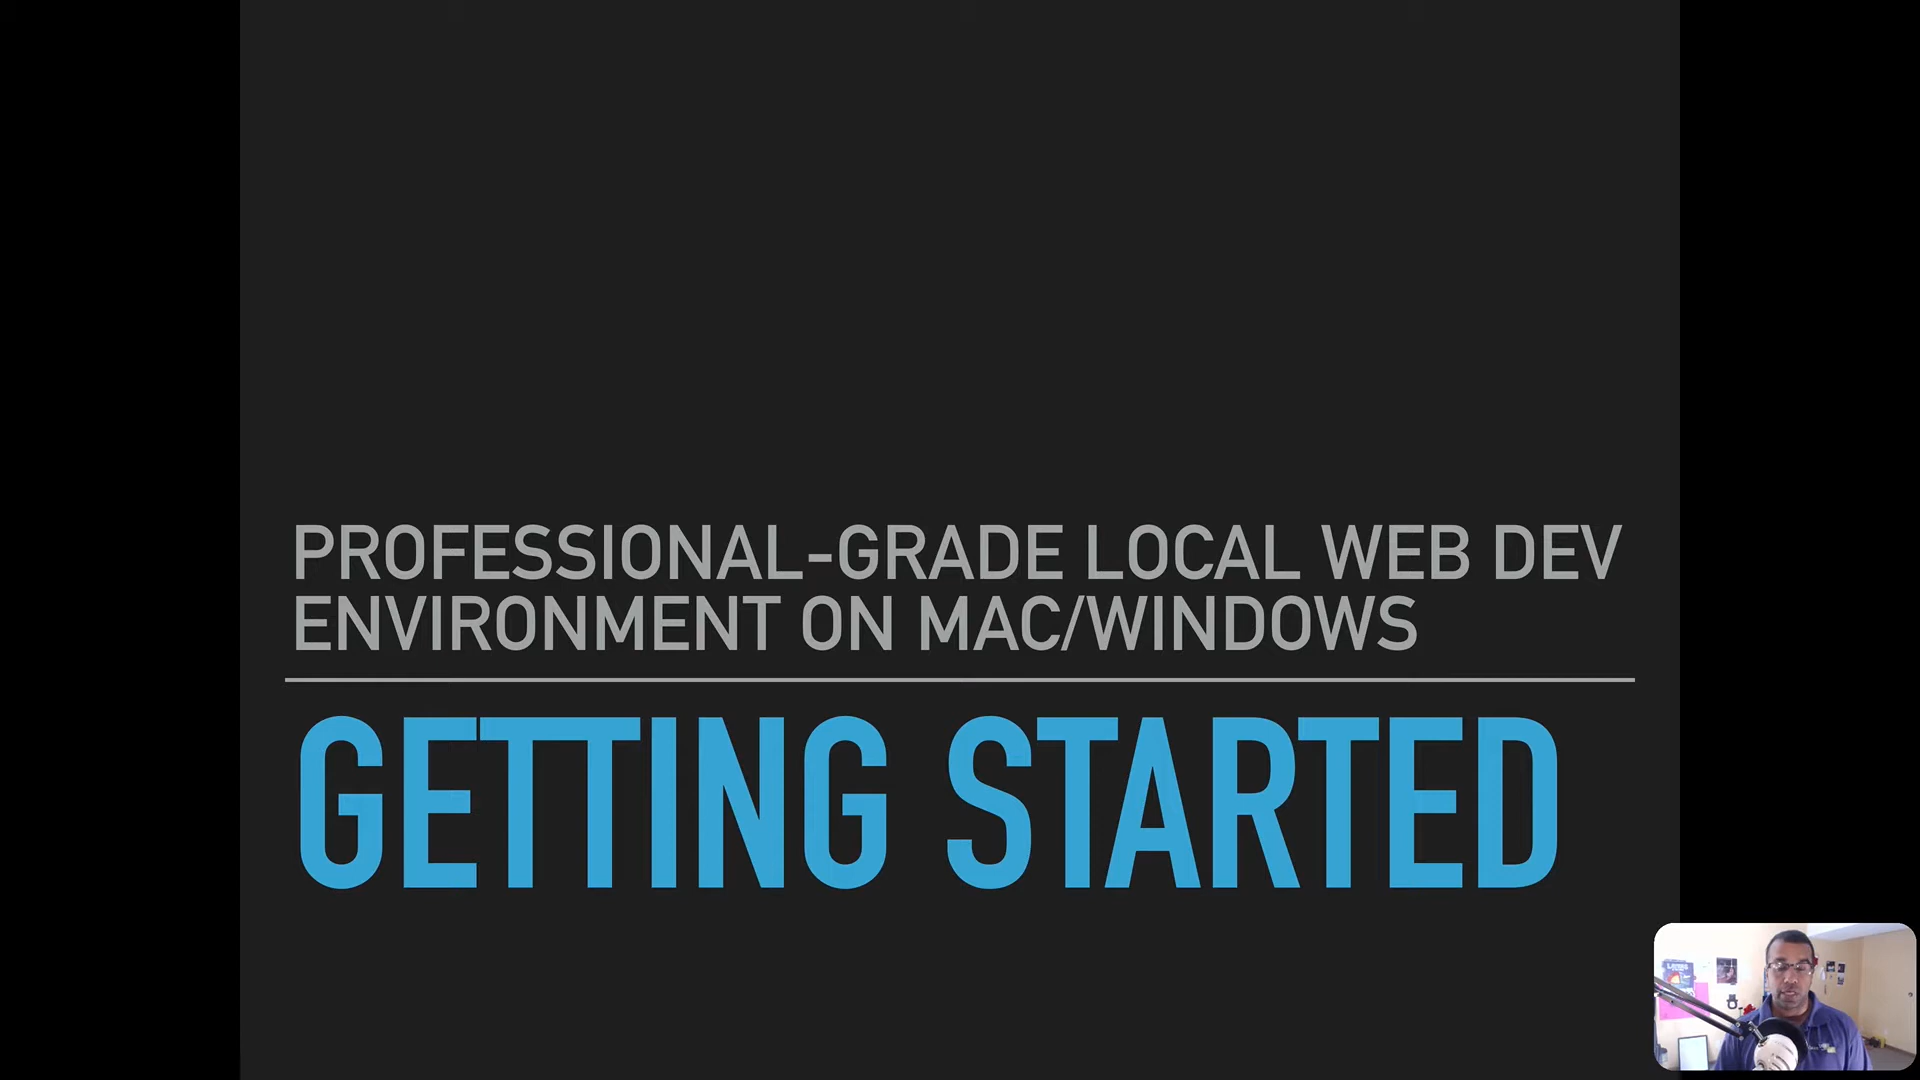 PROFESSIONAL-GRADE LOCAL WEB DEV
ENVIRONMENT ON MAC/WINDOWS
GETTING STARTED